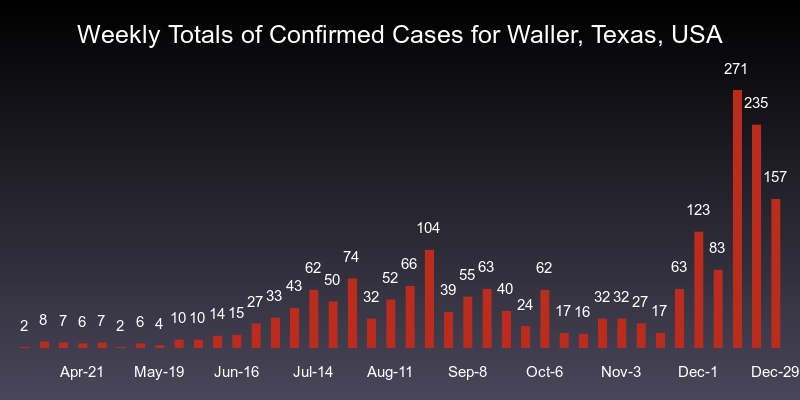 Weekly Totals of Confirmed Cases for Waller, Texas, USA
2 8 7 6 7 2 6 4 10 10 14 15 27 33 43 62 50 74 32 52 66 104 39 55 63 40 24 62 17 16 32 32 27 17 63 123 83 271 235 157
Apr-21 May-19 Jun-16 Jul-14 Aug-11 Sep-8 Oct-6 Nov-3 Dec-1 Dec-29